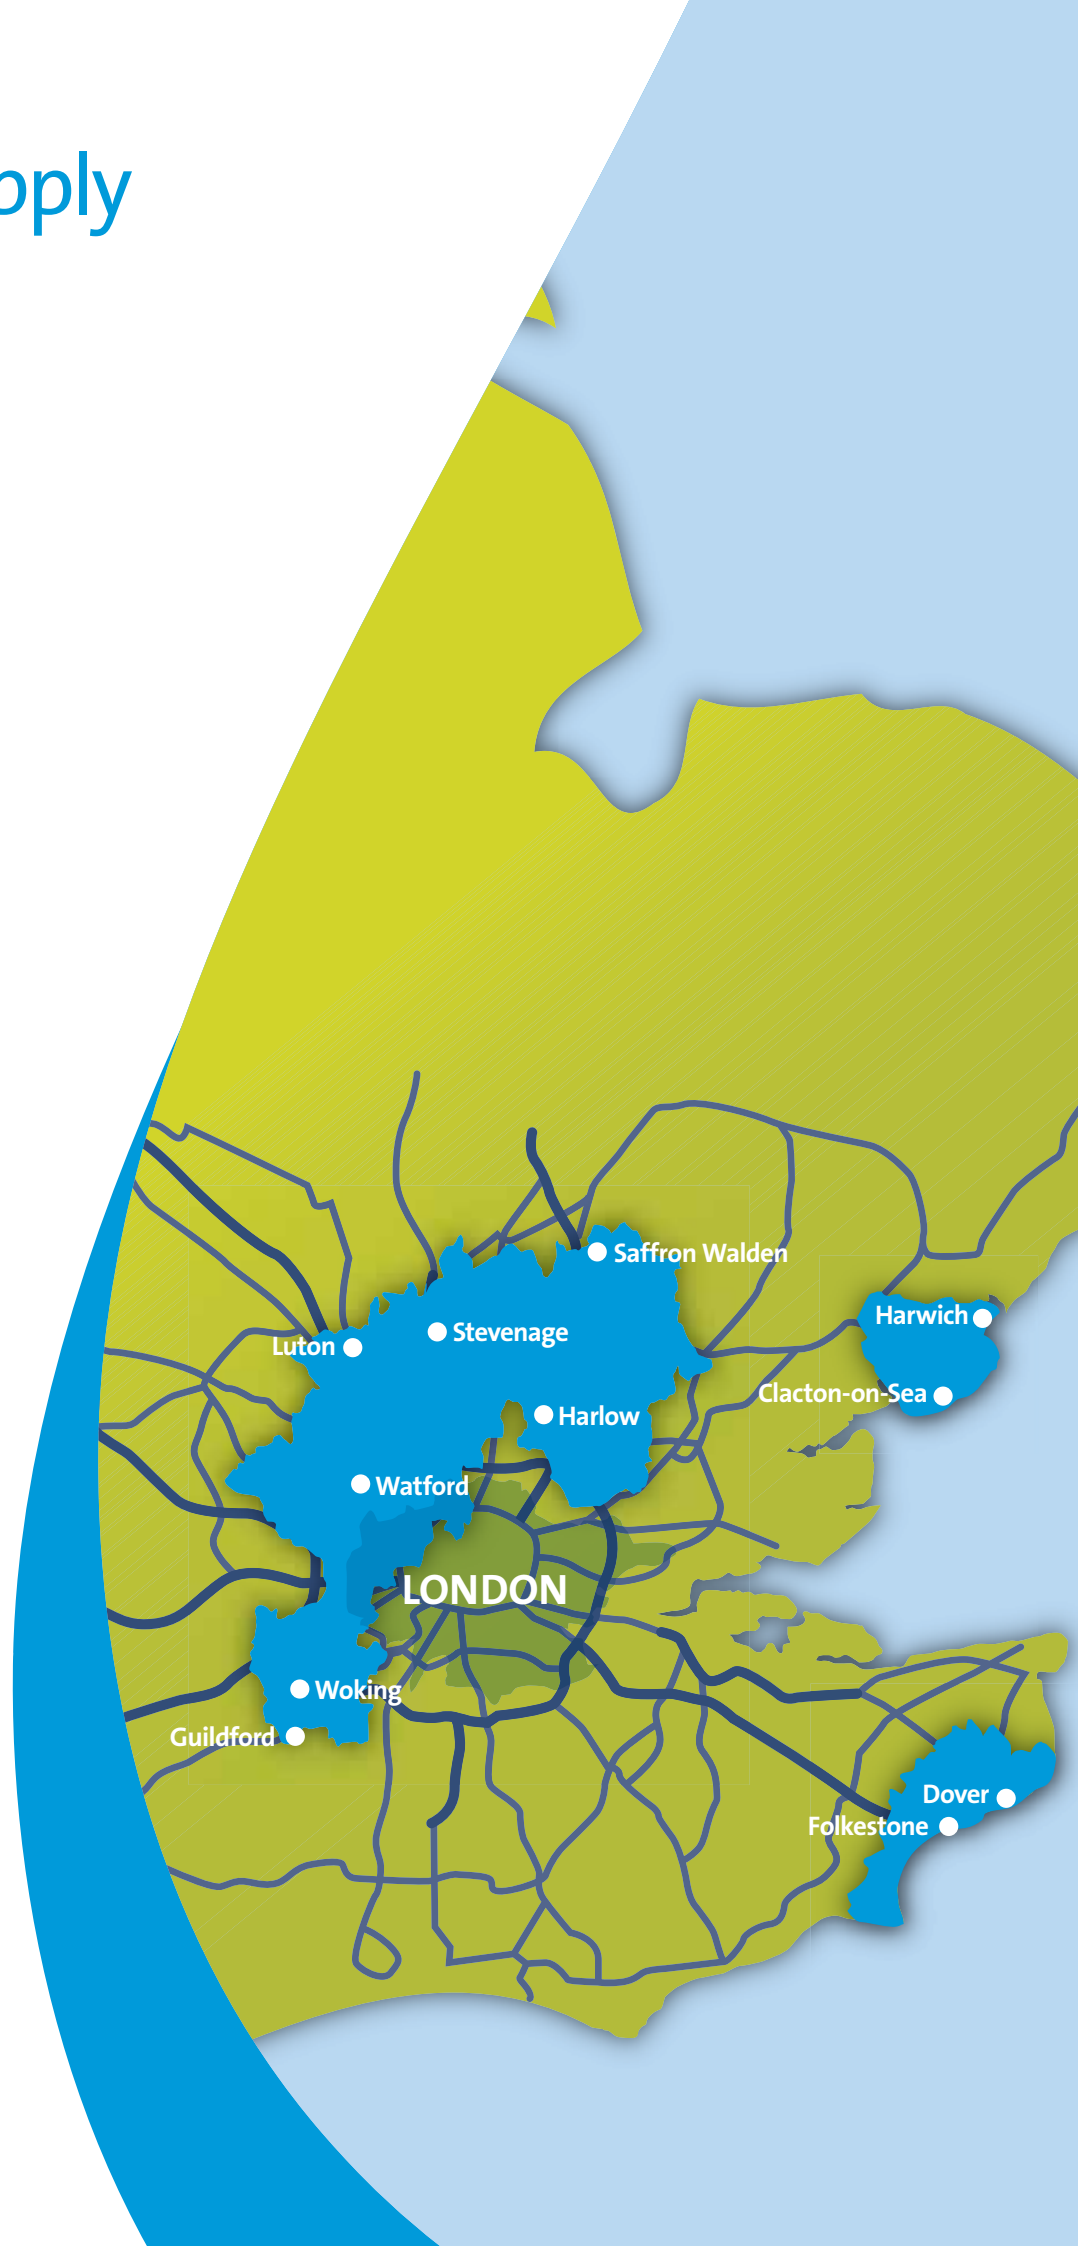 pply
Saffron Walden
Harwich
Stevenage
Luton
Clacton-on-Sea
Harlow
Watford
LONDON
Woking
Guildford
Dover
Folkestone